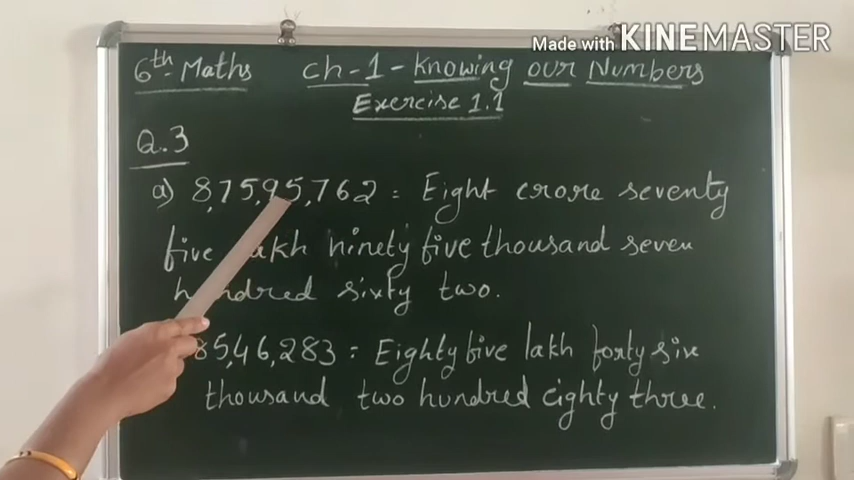 Made with KINEMASTER
6th Maths ch-1 - Knowing our Numbers
Exercise 1.1
Q.3
a) 8,75,95,762 = Eight crore seventy
five lakh ninety five thousand seven
hundred sixty two.
85,46,283 = Eighty five lakh forty six
thousand two hundred eighty three.